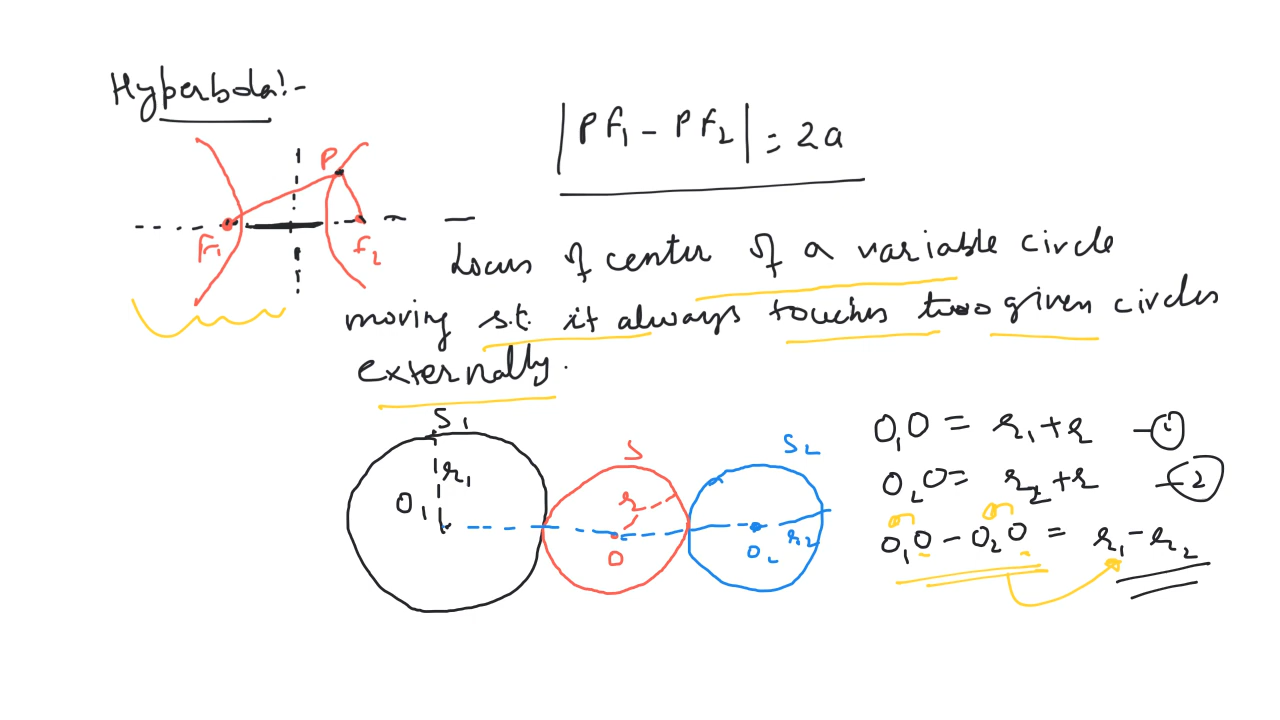 Hyperbola:-
|PF₁ - PF₂| = 2a
P
F₁
F₂
Locus of center of a variable circle
moving s.t. it always touches two given circles
externally.
S₁
r₁
O₁
S
r
O
S₂
O₂
r₂
O₁O = r₁+r -①
O₂O = r₂+r -②
O₁O - O₂O = r₁-r₂